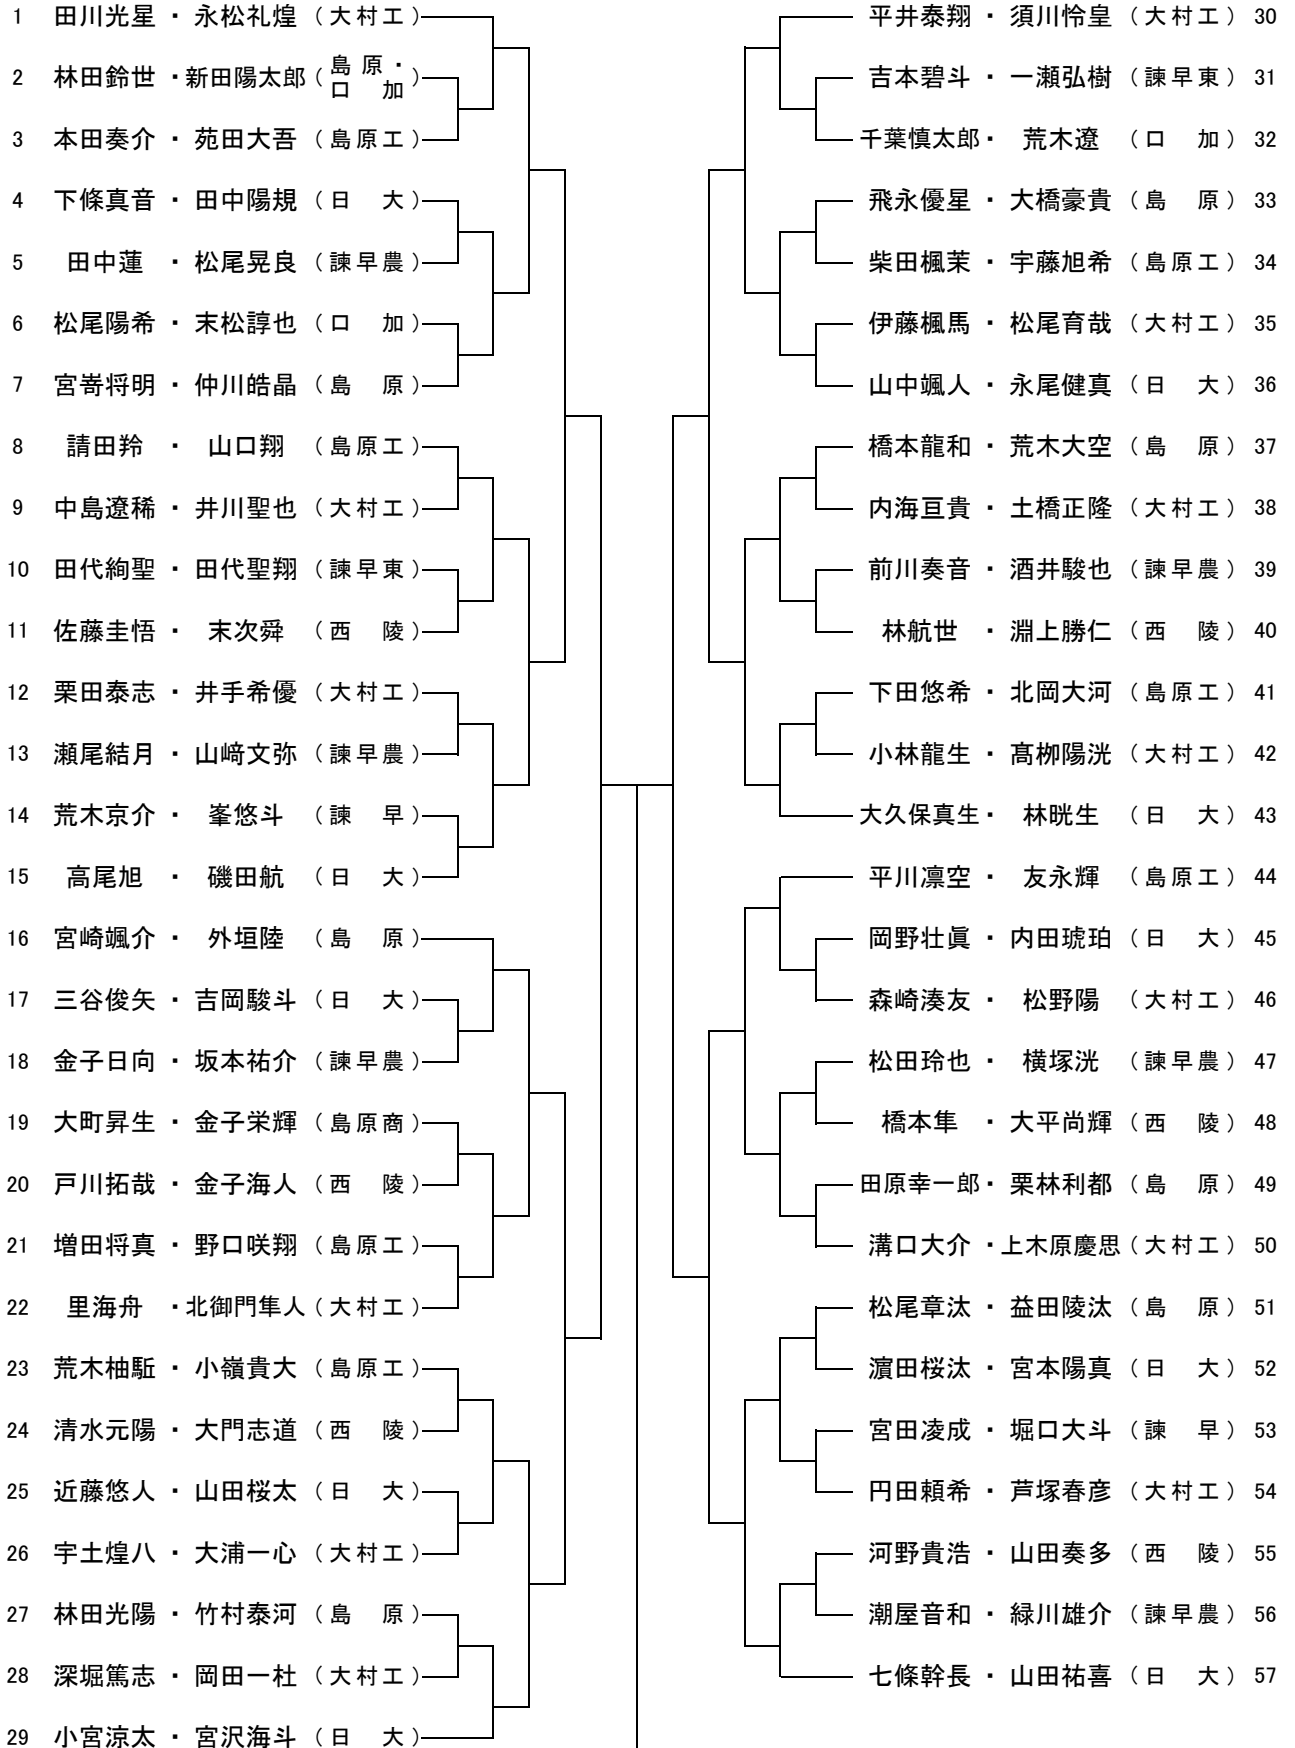 1 田川光星 ・ 永松礼煌 （大村工）
2 林田鈴世 ・ 新田陽太郎 （島原・口加）
3 本田奏介 ・ 苑田大吾 （島原工）
4 下條真音 ・ 田中陽規 （日　大）
5 田中蓮 ・ 松尾晃良 （諫早農）
6 松尾陽希 ・ 末松諄也 （口　加）
7 宮嵜将明 ・ 仲川皓晶 （島　原）
8 請田羚 ・ 山口翔 （島原工）
9 中島遼稀 ・ 井川聖也 （大村工）
10 田代絢聖 ・ 田代聖翔 （諫早東）
11 佐藤圭悟 ・ 末次舜 （西　陵）
12 栗田泰志 ・ 井手希優 （大村工）
13 瀬尾結月 ・ 山﨑文弥 （諫早農）
14 荒木京介 ・ 峯悠斗 （諫　早）
15 高尾旭 ・ 磯田航 （日　大）
16 宮崎颯介 ・ 外垣陸 （島　原）
17 三谷俊矢 ・ 吉岡駿斗 （日　大）
18 金子日向 ・ 坂本祐介 （諫早農）
19 大町昇生 ・ 金子栄輝 （島原商）
20 戸川拓哉 ・ 金子海人 （西　陵）
21 増田将真 ・ 野口咲翔 （島原工）
22 里海舟 ・ 北御門隼人 （大村工）
23 荒木柚駈 ・ 小嶺貴大 （島原工）
24 清水元陽 ・ 大門志道 （西　陵）
25 近藤悠人 ・ 山田桜太 （日　大）
26 宇土煌八 ・ 大浦一心 （大村工）
27 林田光陽 ・ 竹村泰河 （島　原）
28 深堀篤志 ・ 岡田一杜 （大村工）
29 小宮涼太 ・ 宮沢海斗 （日　大）
平井泰翔 ・ 須川怜皇 （大村工） 30
吉本碧斗 ・ 一瀬弘樹 （諫早東） 31
千葉慎太郎 ・ 荒木遼 （口　加） 32
飛永優星 ・ 大橋豪貴 （島　原） 33
柴田楓茉 ・ 宇藤旭希 （島原工） 34
伊藤楓馬 ・ 松尾育哉 （大村工） 35
山中颯人 ・ 永尾健真 （日　大） 36
橋本龍和 ・ 荒木大空 （島　原） 37
内海亘貴 ・ 土橋正隆 （大村工） 38
前川奏音 ・ 酒井駿也 （諫早農） 39
林航世 ・ 淵上勝仁 （西　陵） 40
下田悠希 ・ 北岡大河 （島原工） 41
小林龍生 ・ 髙栁陽洸 （大村工） 42
大久保真生 ・ 林晄生 （日　大） 43
平川凛空 ・ 友永輝 （島原工） 44
岡野壮眞 ・ 内田琥珀 （日　大） 45
森崎湊友 ・ 松野陽 （大村工） 46
松田玲也 ・ 横塚洸 （諫早農） 47
橋本隼 ・ 大平尚輝 （西　陵） 48
田原幸一郎 ・ 栗林利都 （島　原） 49
溝口大介 ・ 上木原慶思 （大村工） 50
松尾章汰 ・ 益田陵汰 （島　原） 51
濵田桜汰 ・ 宮本陽真 （日　大） 52
宮田凌成 ・ 堀口大斗 （諫　早） 53
円田頼希 ・ 芦塚春彦 （大村工） 54
河野貴浩 ・ 山田奏多 （西　陵） 55
潮屋音和 ・ 緑川雄介 （諫早農） 56
七條幹長 ・ 山田祐喜 （日　大） 57